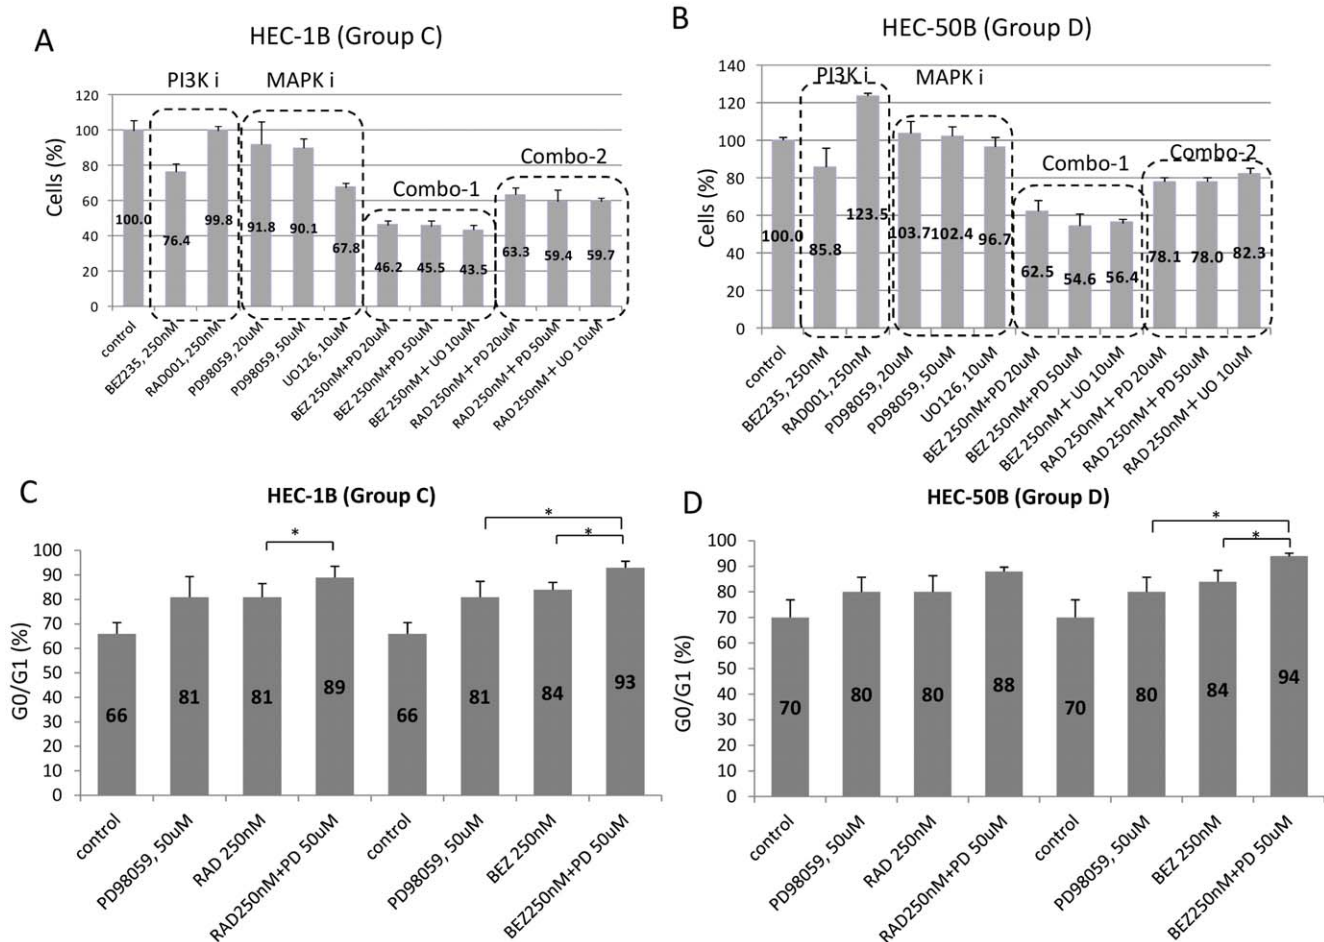 A
HEC-1B (Group C)
PI3K i
MAPK i
Combo-1
Combo-2
Cells (%)
120
100
80
60
40
20
0
100.0
76.4
99.8
91.8
90.1
67.8
46.2
45.5
43.5
63.3
59.4
59.7
control
BEZ235, 250nM
RAD001, 250nM
PD98059, 20uM
PD98059, 50uM
UO126, 10uM
BEZ 250nM+PD 20uM
BEZ 250nM+PD 50uM
BEZ 250nM + UO 10uM
RAD 250nM+PD 20uM
RAD 250nM+PD 50uM
RAD 250nM+ UO 10uM
B
HEC-50B (Group D)
PI3K i
MAPK i
Combo-1
Combo-2
Cells (%)
140
120
100
80
60
40
20
0
100.0
85.8
123.5
103.7
102.4
96.7
62.5
54.6
56.4
78.1
78.0
82.3
control
BEZ235, 250nM
RAD001, 250nM
PD98059, 20uM
PD98059, 50uM
UO126, 10uM
BEZ 250nM+PD 20uM
BEZ 250nM+PD 50uM
BEZ 250nM+ UO 10uM
RAD 250nM + PD 20uM
RAD 250nM + PD 50uM
RAD 250nM+ UO 10uM
C
HEC-1B (Group C)
*
*
*
G0/G1 (%)
100
90
80
70
60
50
40
30
20
10
0
66
81
81
89
66
81
84
93
control
PD98059, 50uM
RAD 250nM
RAD250nM+PD 50uM
control
PD98059, 50uM
BEZ 250nM
BEZ250nM+PD 50uM
D
HEC-50B (Group D)
*
*
G0/G1 (%)
100
90
80
70
60
50
40
30
20
10
0
70
80
80
88
70
80
84
94
control
PD98059, 50uM
RAD 250nM
RAD250nM+PD 50uM
control
PD98059, 50uM
BEZ 250nM
BEZ250nM+PD 50uM